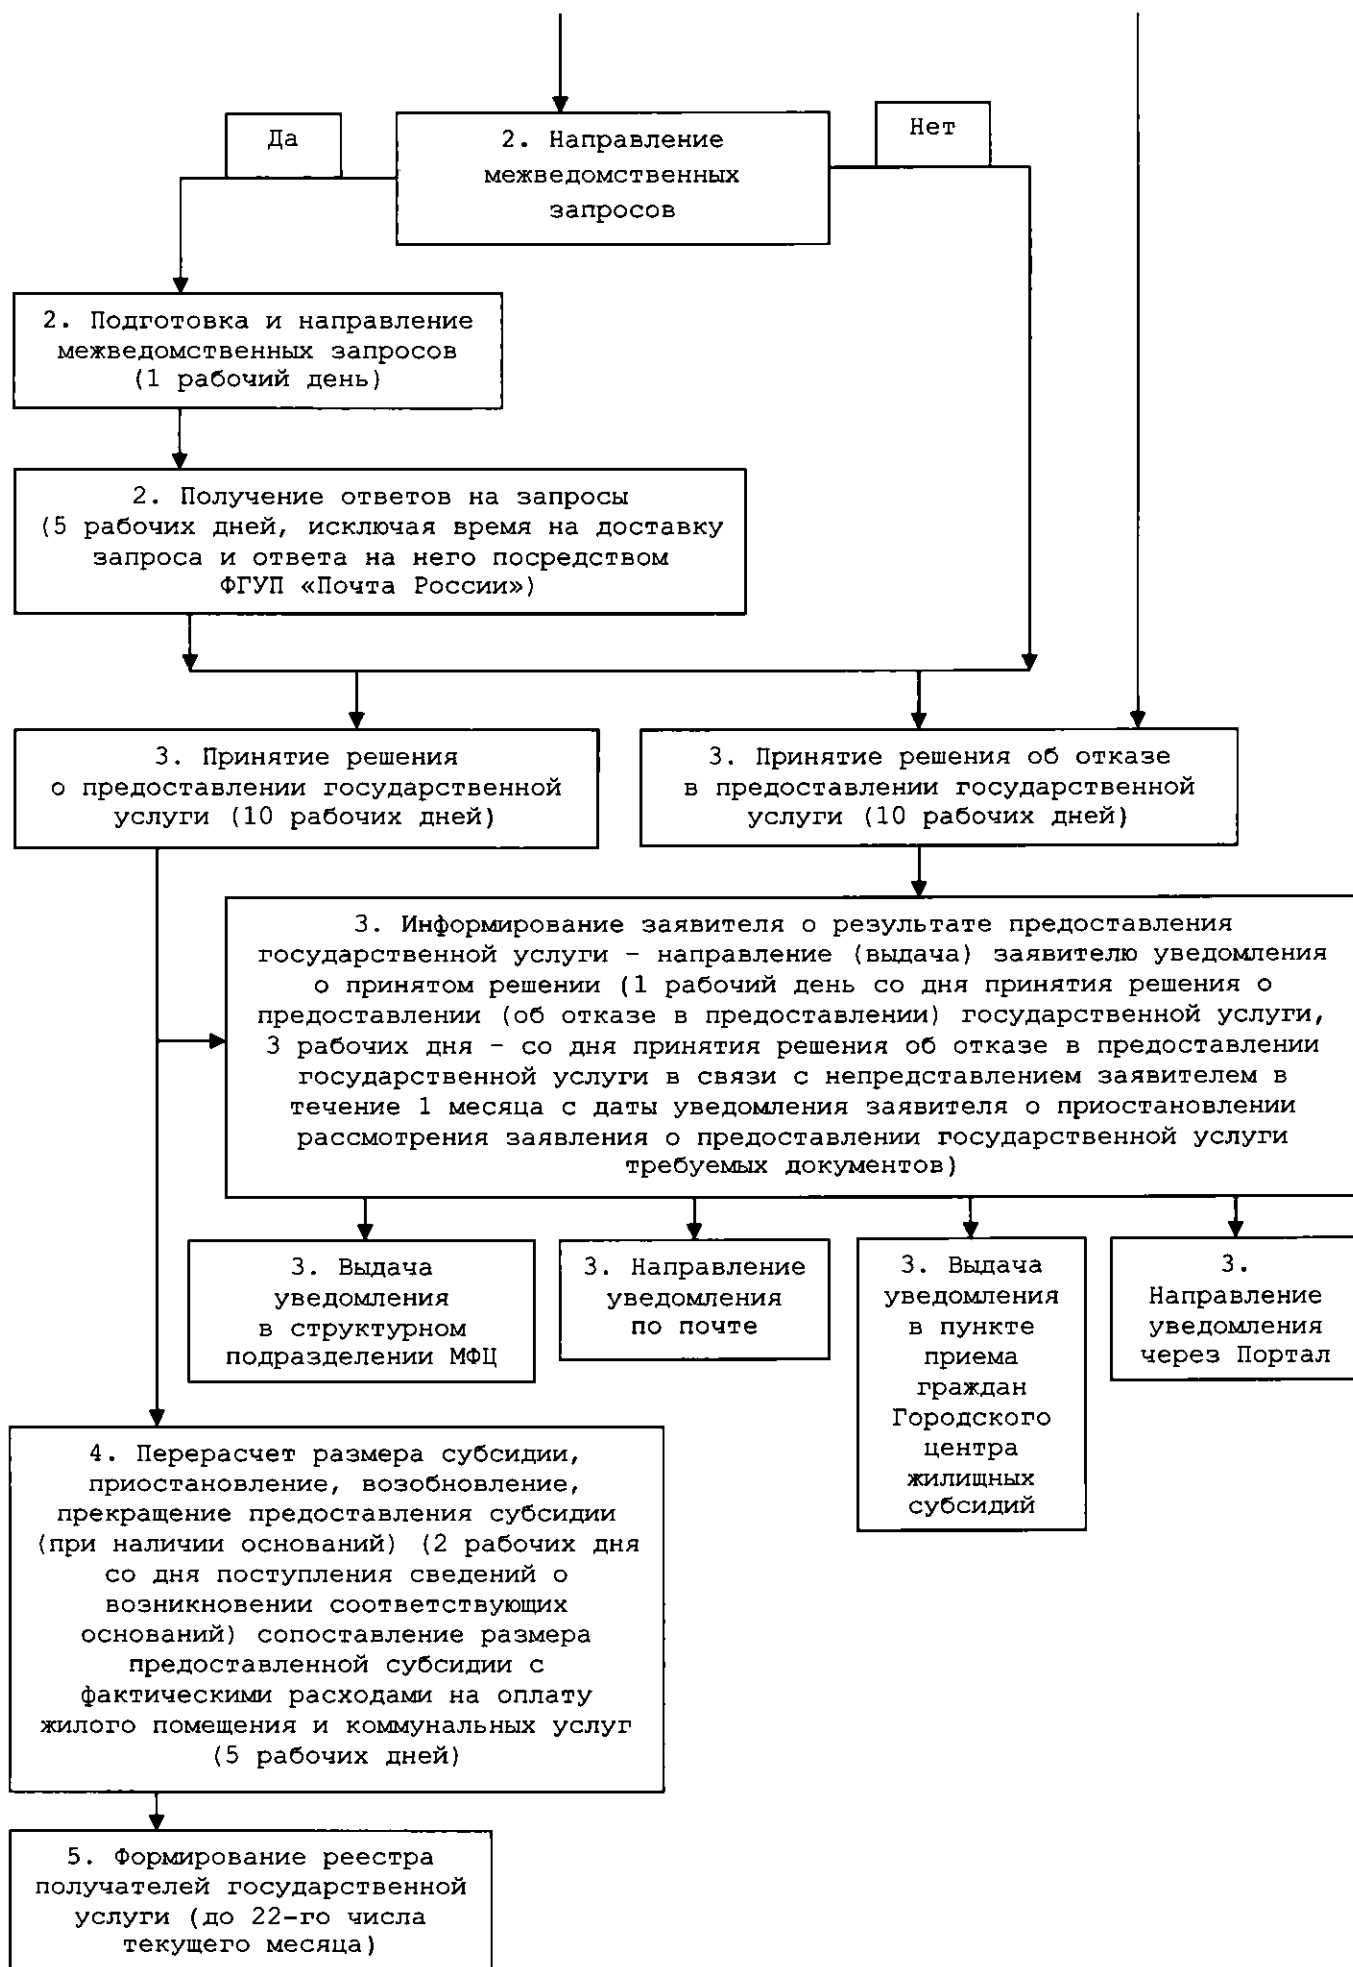 Да
2. Направление
межведомственных
запросов
Нет
2. Подготовка и направление
межведомственных запросов
(1 рабочий день)
2. Получение ответов на запросы
(5 рабочих дней, исключая время на доставку
запроса и ответа на него посредством
ФГУП «Почта России»)
3. Принятие решения
о предоставлении государственной
услуги (10 рабочих дней)
3. Принятие решения об отказе
в предоставлении государственной
услуги (10 рабочих дней)
3. Информирование заявителя о результате предоставления
государственной услуги – направление (выдача) заявителю уведомления
о принятом решении (1 рабочий день со дня принятия решения о
предоставлении (об отказе в предоставлении) государственной услуги,
3 рабочих дня – со дня принятия решения об отказе в предоставлении
государственной услуги в связи с непредставлением заявителем в
течение 1 месяца с даты уведомления заявителя о приостановлении
рассмотрения заявления о предоставлении государственной услуги
требуемых документов)
3. Выдача
уведомления
в структурном
подразделении МФЦ
3. Направление
уведомления
по почте
3. Выдача
уведомления
в пункте
приема
граждан
Городского
центра
жилищных
субсидий
3.
Направление
уведомления
через Портал
4. Перерасчет размера субсидии,
приостановление, возобновление,
прекращение предоставления субсидии
(при наличии оснований) (2 рабочих дня
со дня поступления сведений о
возникновении соответствующих
оснований) сопоставление размера
предоставленной субсидии с
фактическими расходами на оплату
жилого помещения и коммунальных услуг
(5 рабочих дней)
5. Формирование реестра
получателей государственной
услуги (до 22-го числа
текущего месяца)